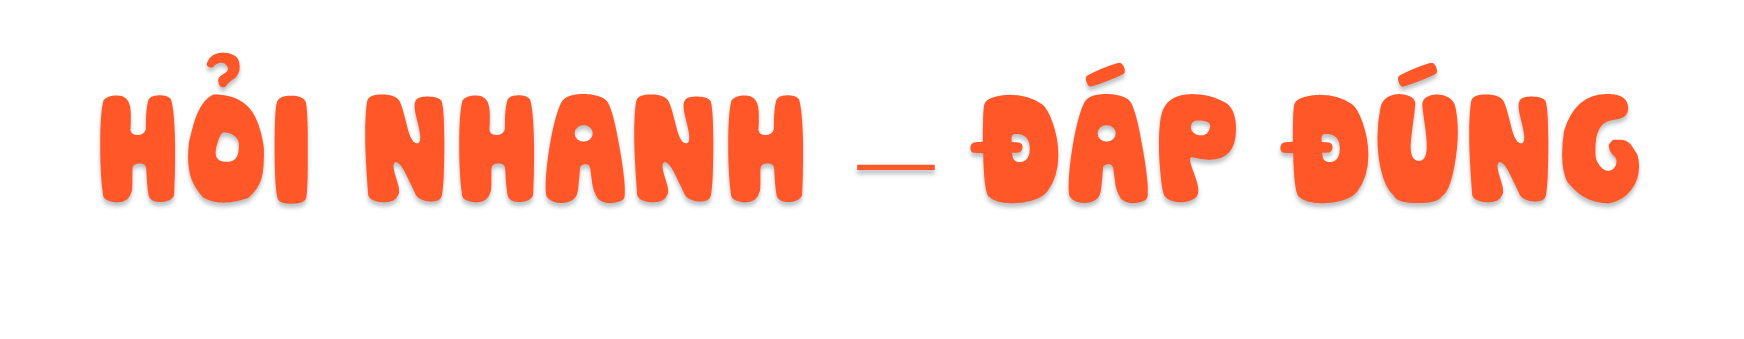 HỎI NHANH _ ĐÁP ĐÚNG